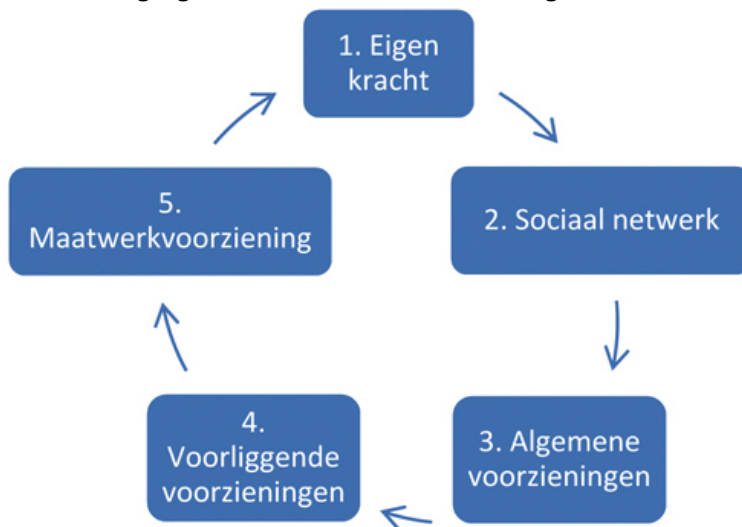 1. Eigen
kracht
2. Sociaal netwerk
3. Algemene
voorzieningen
4.
Voorliggende
voorzieningen
5.
Maatwerkvoorziening